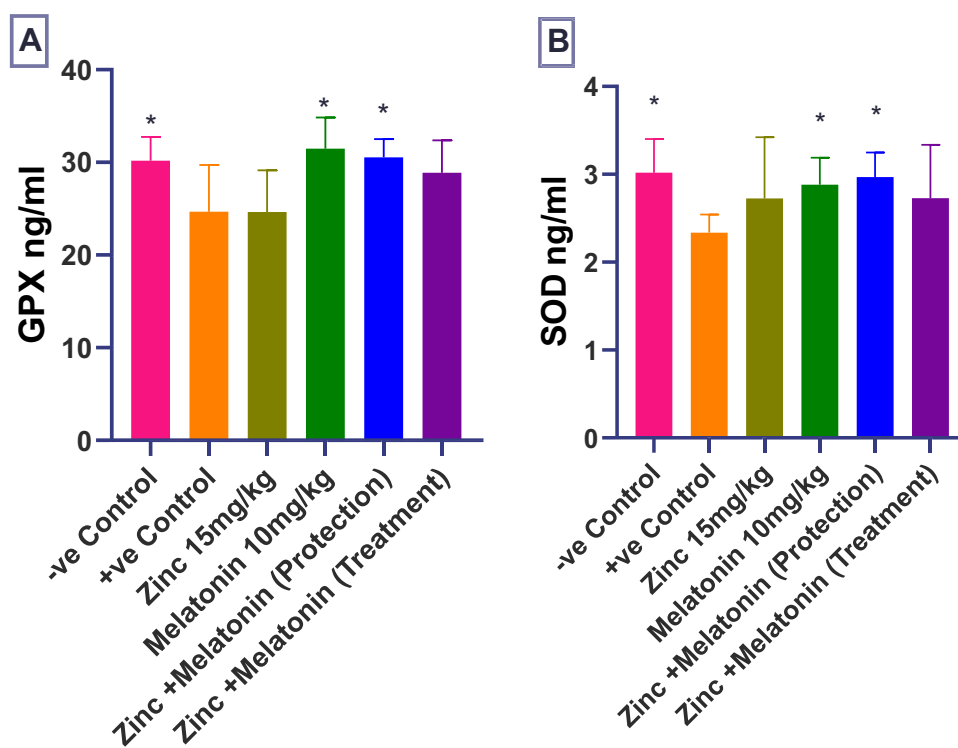 A
GPX ng/ml
40
30
20
10
0
*
*
*
-ve Control
+ve Control
Zinc 15mg/kg
Melatonin 10mg/kg
Zinc +Melatonin (Protection)
Zinc +Melatonin (Treatment)
B
SOD ng/ml
4
3
2
1
0
*
*
*
-ve Control
+ve Control
Zinc 15mg/kg
Melatonin 10mg/kg
Zinc +Melatonin (Protection)
Zinc +Melatonin (Treatment)